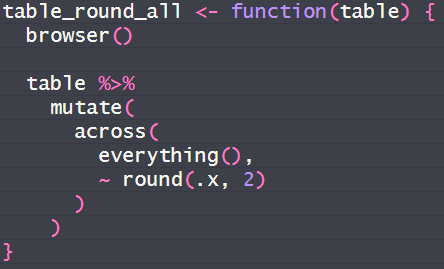 table_round_all <- function(table) {
  browser()

  table %>%
    mutate(
      across(
        everything(),
        ~ round(.x, 2)
      )
    )
}